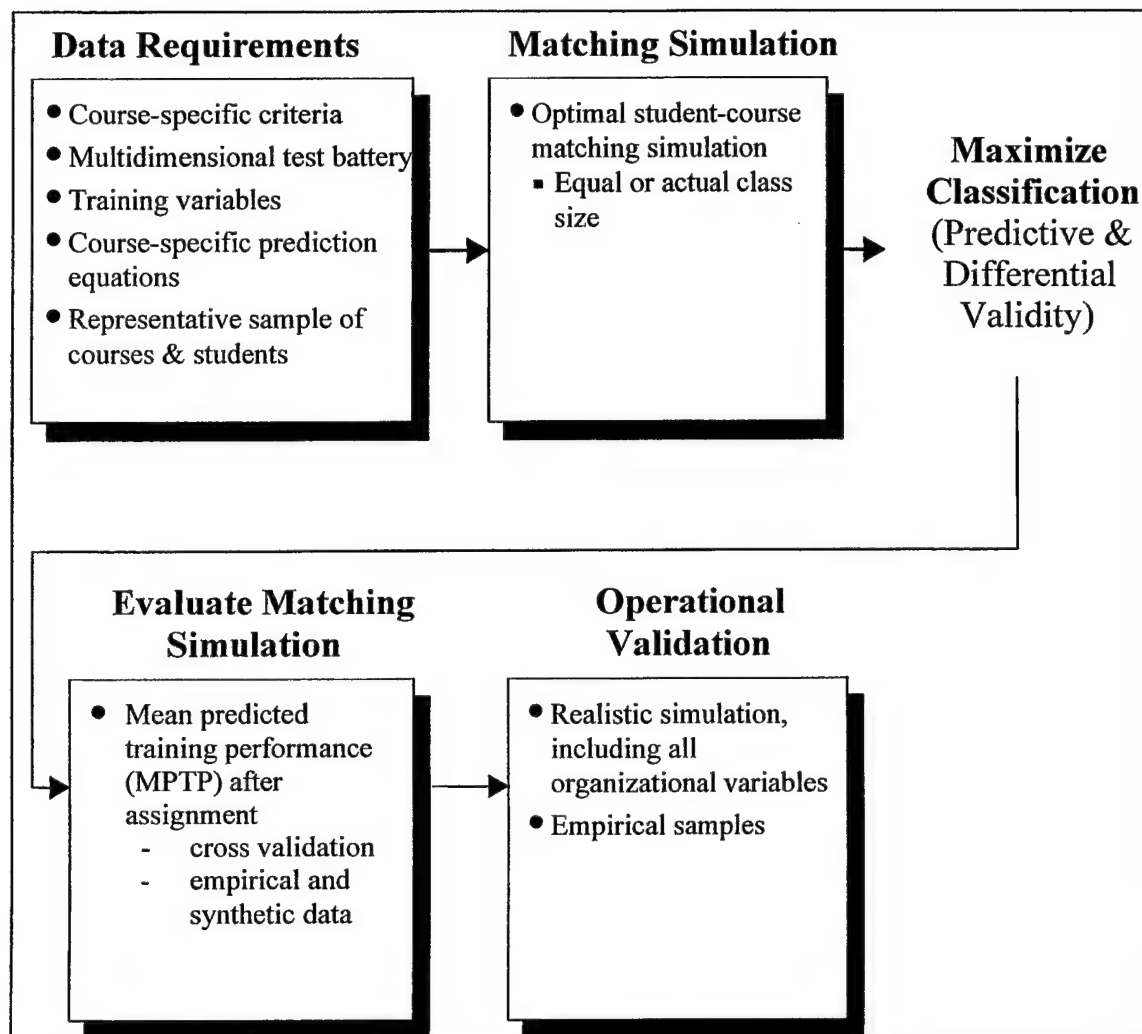 Data Requirements
● Course-specific criteria
● Multidimensional test battery
● Training variables
● Course-specific prediction
equations
● Representative sample of
courses & students
Matching Simulation
● Optimal student-course
matching simulation
▪ Equal or actual class
size
Maximize
Classification
(Predictive &
Differential
Validity)
Evaluate Matching
Simulation
● Mean predicted
training performance
(MPTP) after
assignment
- cross validation
- empirical and
synthetic data
Operational
Validation
● Realistic simulation,
including all
organizational variables
● Empirical samples